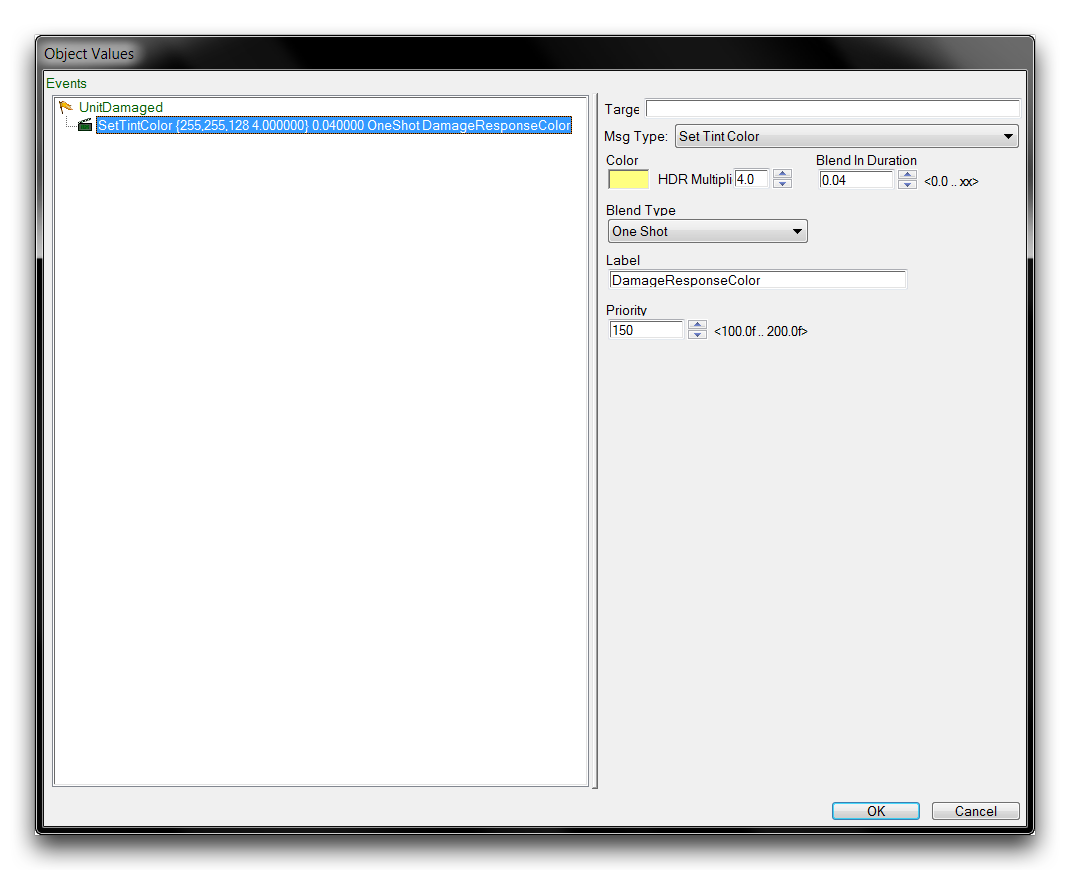 Object Values
Events
UnitDamaged
SetTintColor {255,255,128 4.000000} 0.040000 OneShot DamageResponseColor
Targe
Msg Type: Set Tint Color
Color
Blend In Duration
HDR Multipli 4.0
0.04 <0.0 .. xx>
Blend Type
One Shot
Label
DamageResponseColor
Priority
150 <100.0f .. 200.0f>
OK Cancel